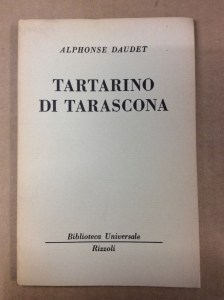 ALPHONSE DAUDET
TARTARINO
DI TARASCONA
Biblioteca Universale
Rizzoli